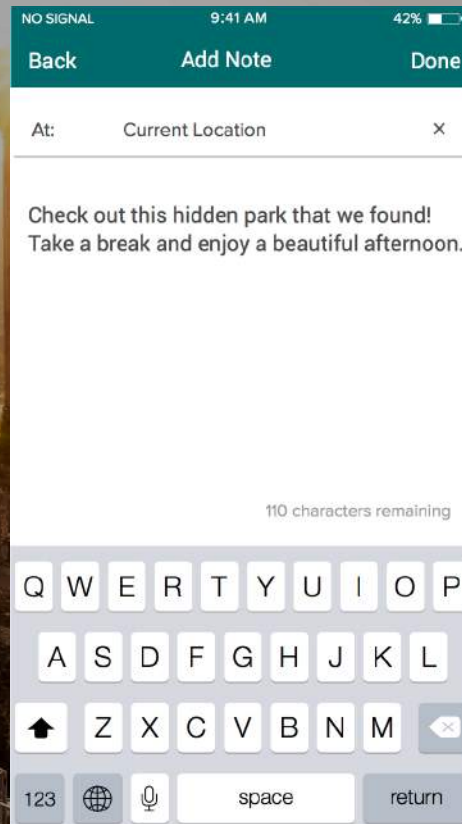 NO SIGNAL 9:41 AM 42%
Back Add Note Done
At: Current Location ×
Check out this hidden park that we found!
Take a break and enjoy a beautiful afternoon.
110 characters remaining
Q W E R T Y U I O P
A S D F G H J K L
Z X C V B N M
123 space return